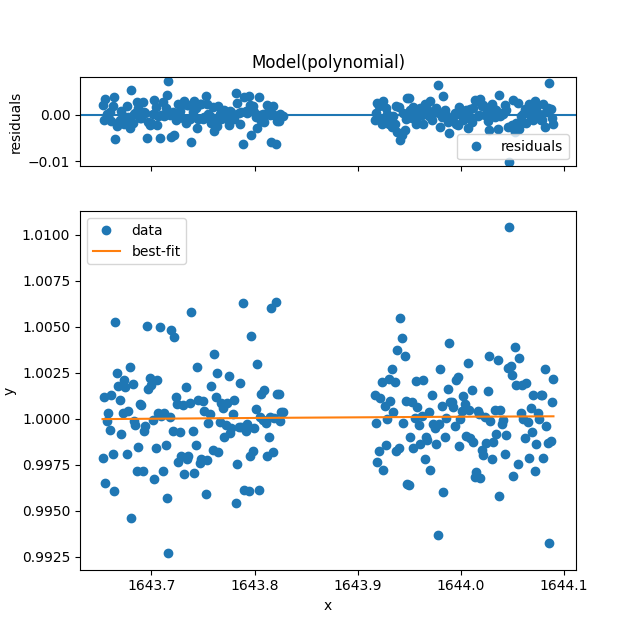 Model(polynomial)
residuals
0.00
−0.01
residuals
y
1.0100
1.0075
1.0050
1.0025
1.0000
0.9975
0.9950
0.9925
data
best-fit
1643.7
1643.8
1643.9
1644.0
1644.1
x